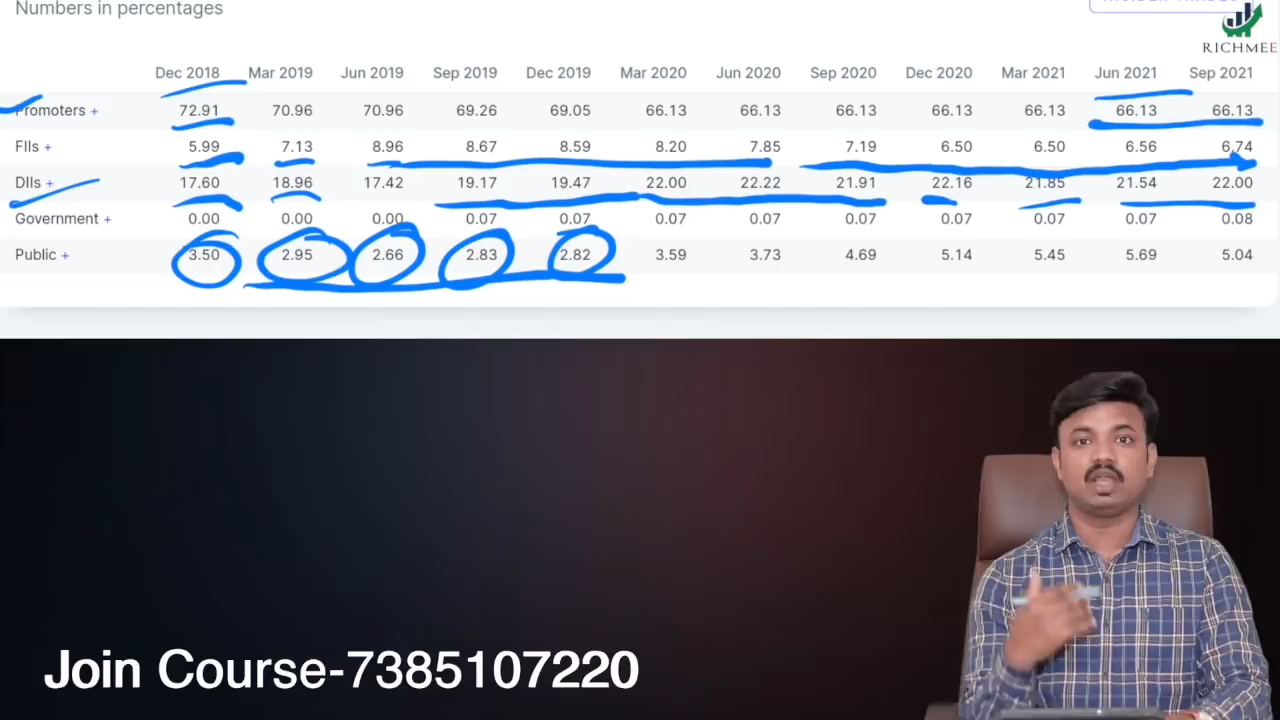 Numbers in percentages
RICHMEE
Dec 2018 Mar 2019 Jun 2019 Sep 2019 Dec 2019 Mar 2020 Jun 2020 Sep 2020 Dec 2020 Mar 2021 Jun 2021 Sep 2021
Promoters + 72.91 70.96 70.96 69.26 69.05 66.13 66.13 66.13 66.13 66.13 66.13 66.13
FIIs + 5.99 7.13 8.96 8.67 8.59 8.20 7.85 7.19 6.50 6.50 6.56 6.74
DIIs + 17.60 18.96 17.42 19.17 19.47 22.00 22.22 21.91 22.16 21.85 21.54 22.00
Government + 0.00 0.00 0.00 0.07 0.07 0.07 0.07 0.07 0.07 0.07 0.07 0.08
Public + 3.50 2.95 2.66 2.83 2.82 3.59 3.73 4.69 5.14 5.45 5.69 5.04
Join Course-7385107220